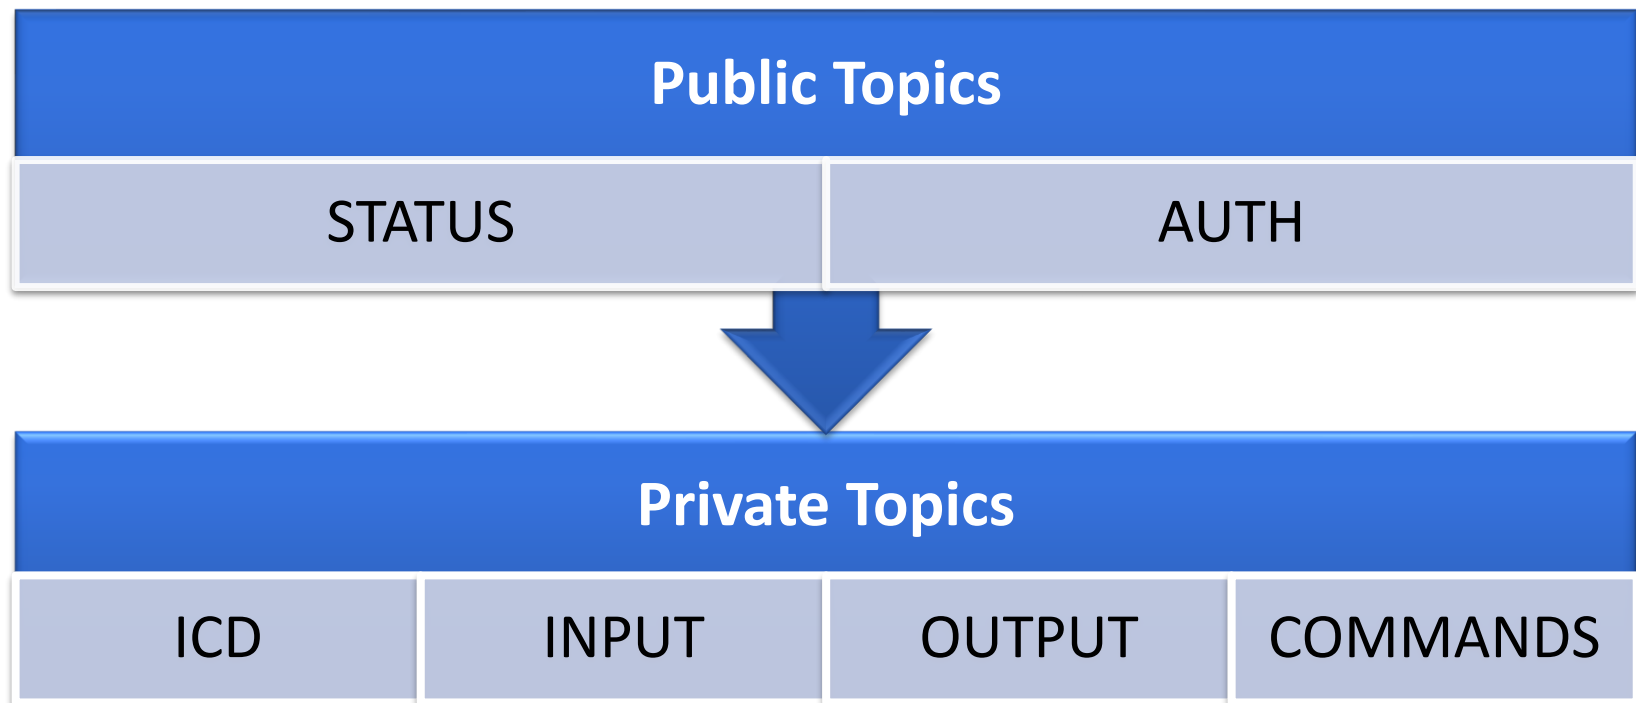 Public Topics
STATUS AUTH
Private Topics
ICD INPUT OUTPUT COMMANDS